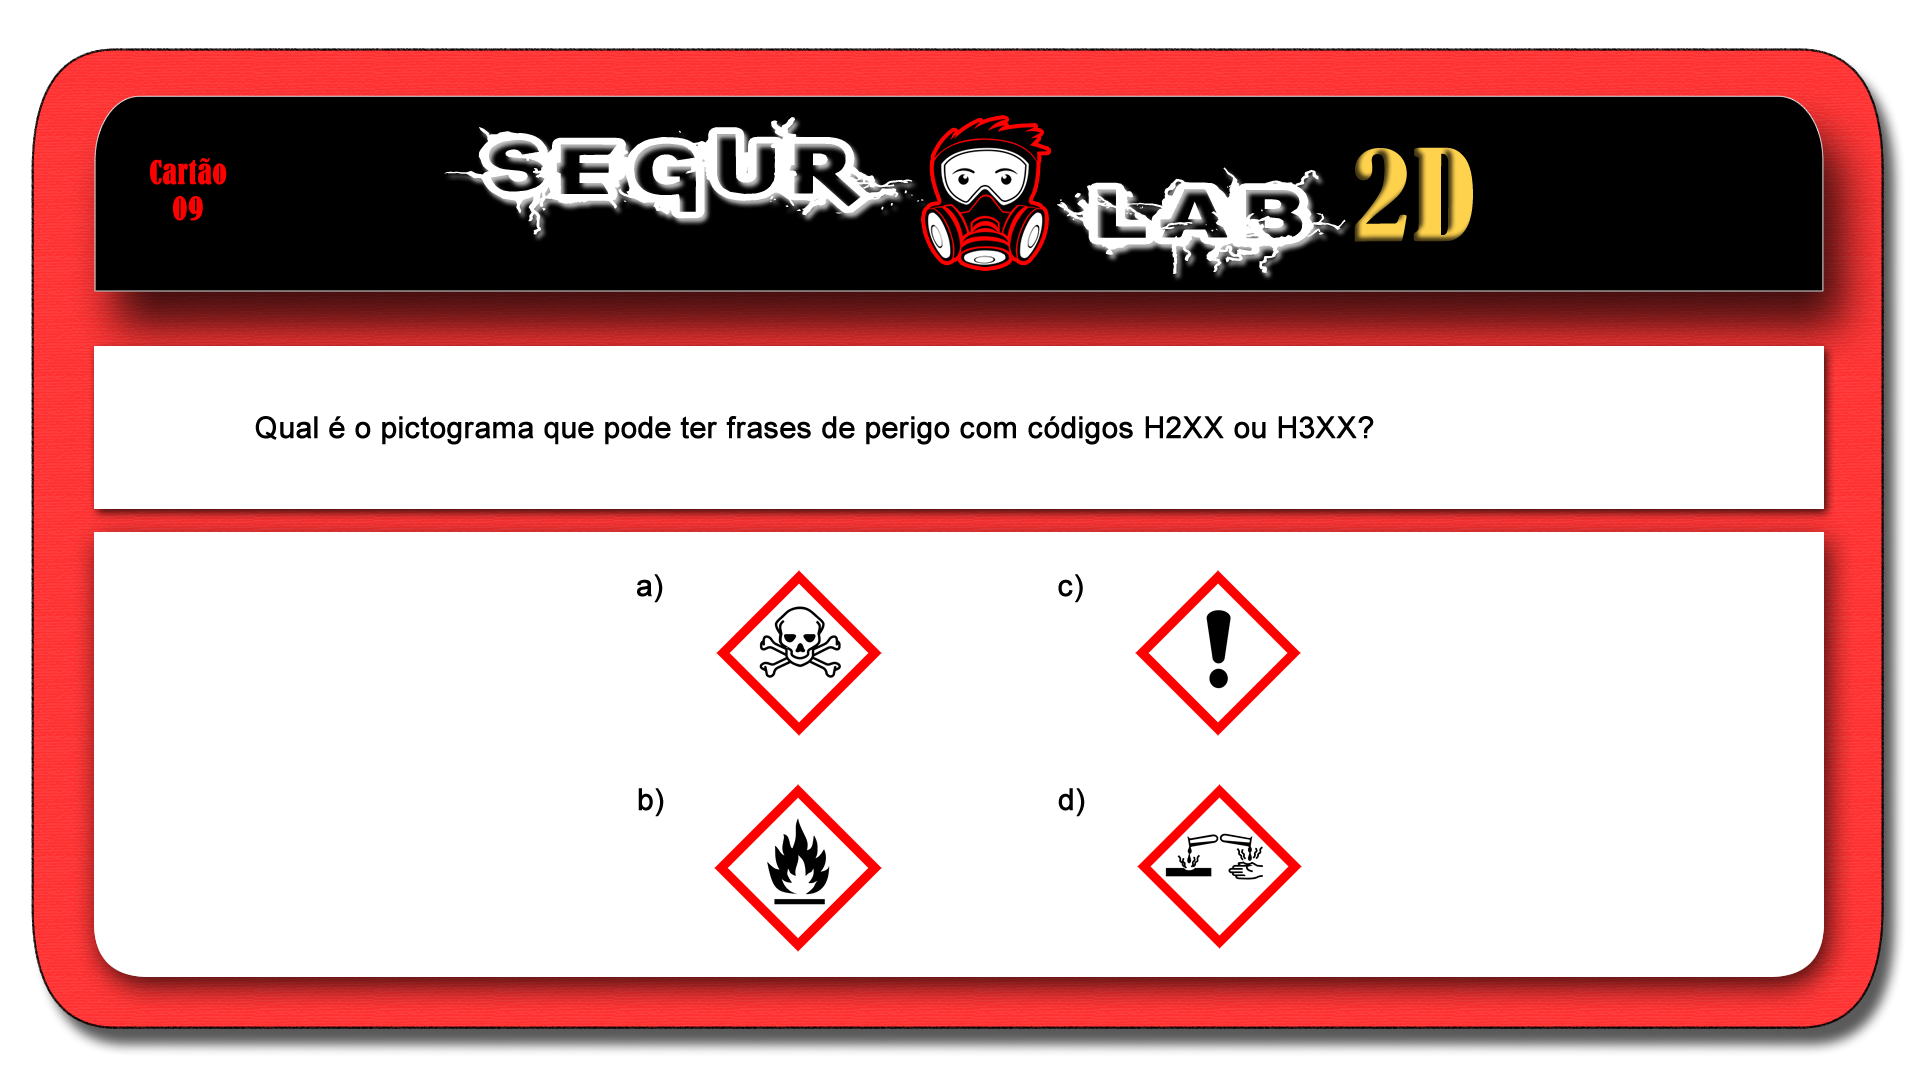 Cartão
09
SEGUR LAB 2D
Qual é o pictograma que pode ter frases de perigo com códigos H2XX ou H3XX?
a)
c)
b)
d)